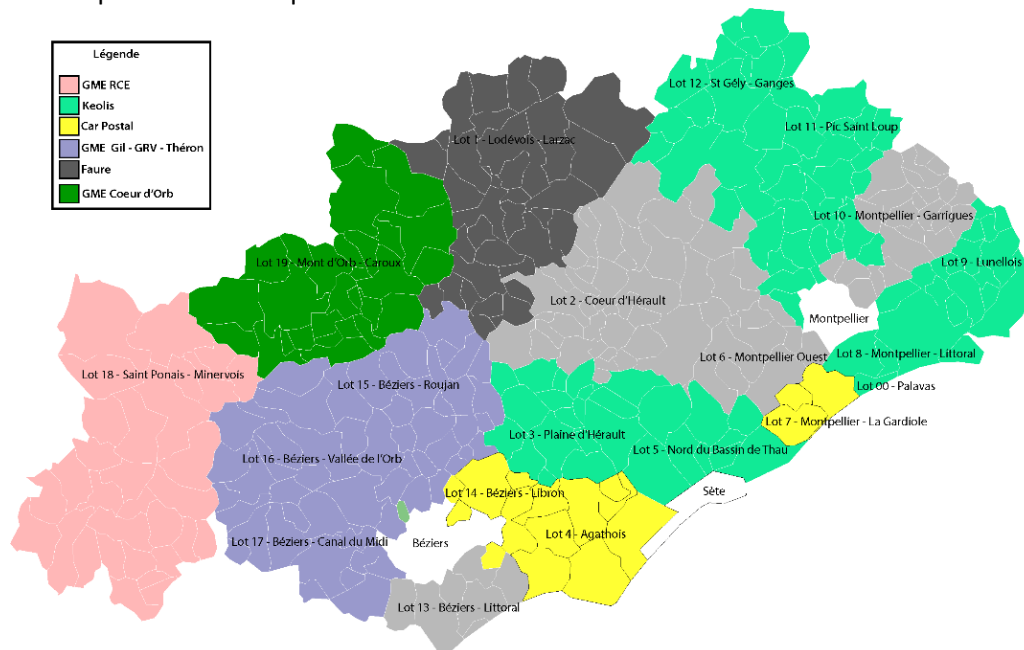 Légende
GME RCE
Keolis
Car Postal
GME Gil - GRV - Théron
Faure
GME Coeur d'Orb
Lot 12 - St Gély - Ganges
Lot 11 - Pic Saint Loup
Lot 1 - Lodévois - Larzac
Lot 10 - Montpellier - Garrigues
Lot 19 - Mont d'Orb - Caroux
Lot 9 - Lunellois
Lot 2 - Coeur d'Hérault
Montpellier
Lot 6 - Montpellier Ouest
Lot 8 - Montpellier - Littoral
Lot 18 - Saint Ponais - Minervois
Lot 15 - Béziers - Roujan
Lot 00 - Palavas
Lot 7 - Montpellier - La Gardiole
Lot 3 - Plaine d'Hérault
Lot 5 - Nord du Bassin de Thau
Lot 16 - Béziers - Vallée de l'Orb
Lot 14 - Béziers - Libron
Sète
Lot 4 - Agathois
Lot 17 - Béziers - Canal du Midi
Béziers
Lot 13 - Béziers - Littoral